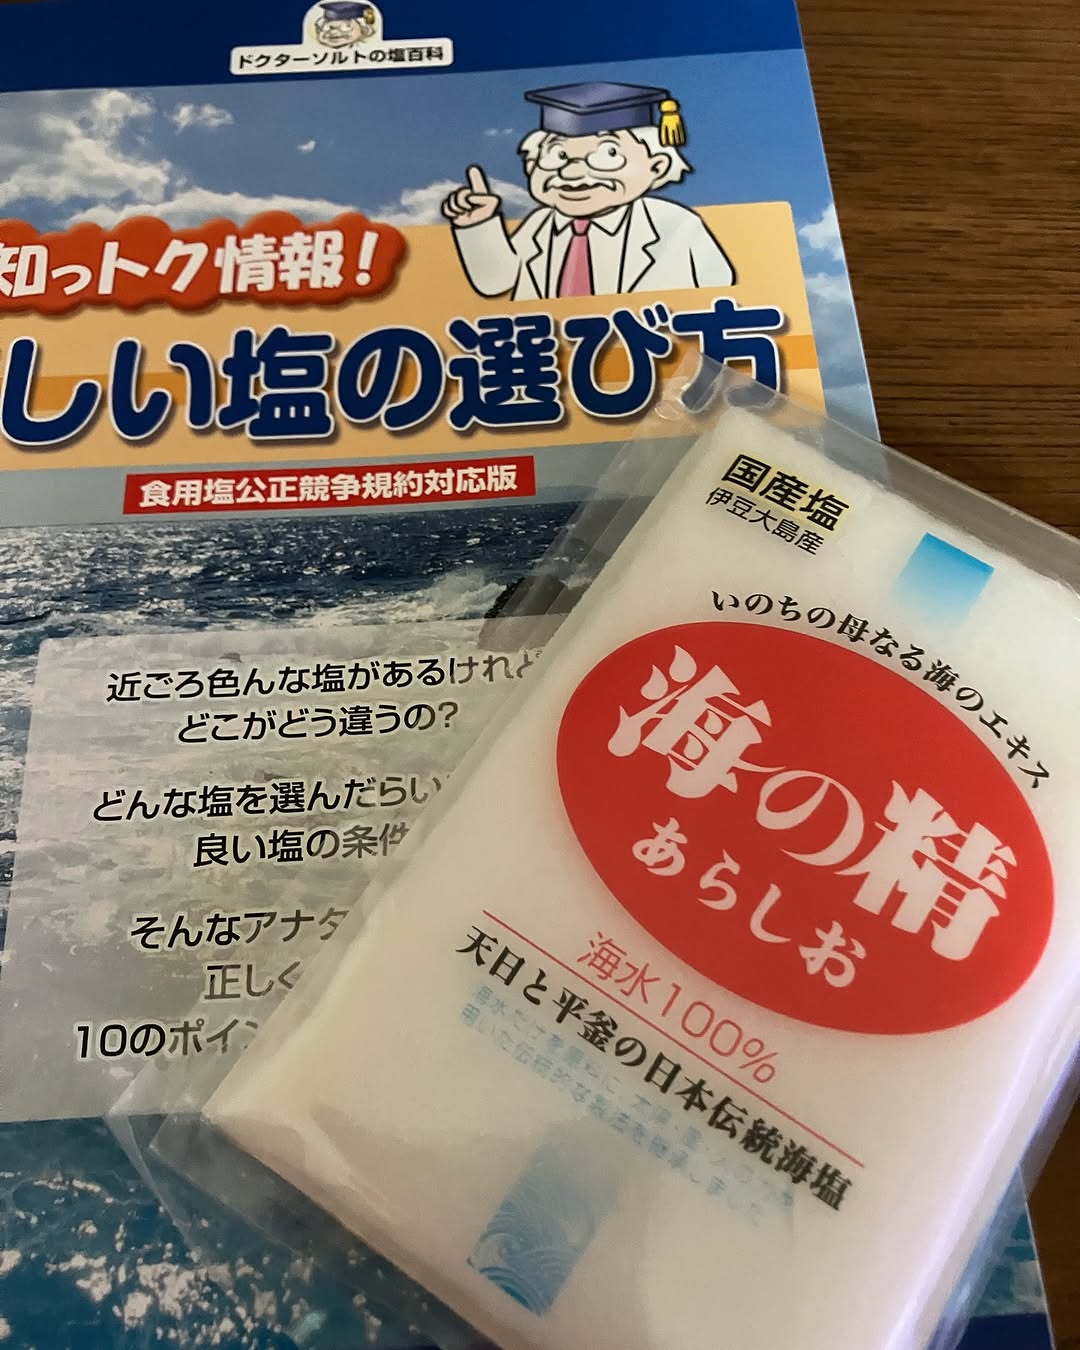 ドクターソルトの塩百科
知っトク情報!
しい塩の選び方
食用塩公正競争規約対応版
近ごろ色んな塩があるけれど
どこがどう違うの?
どんな塩を選んだらい
良い塩の条件
そんなアナタ
正しく
10のポイン
国産塩
伊豆大島産
いのちの母なる海のエキス
海の精
あらしお
海水100%
天日と平釜の日本伝統海塩